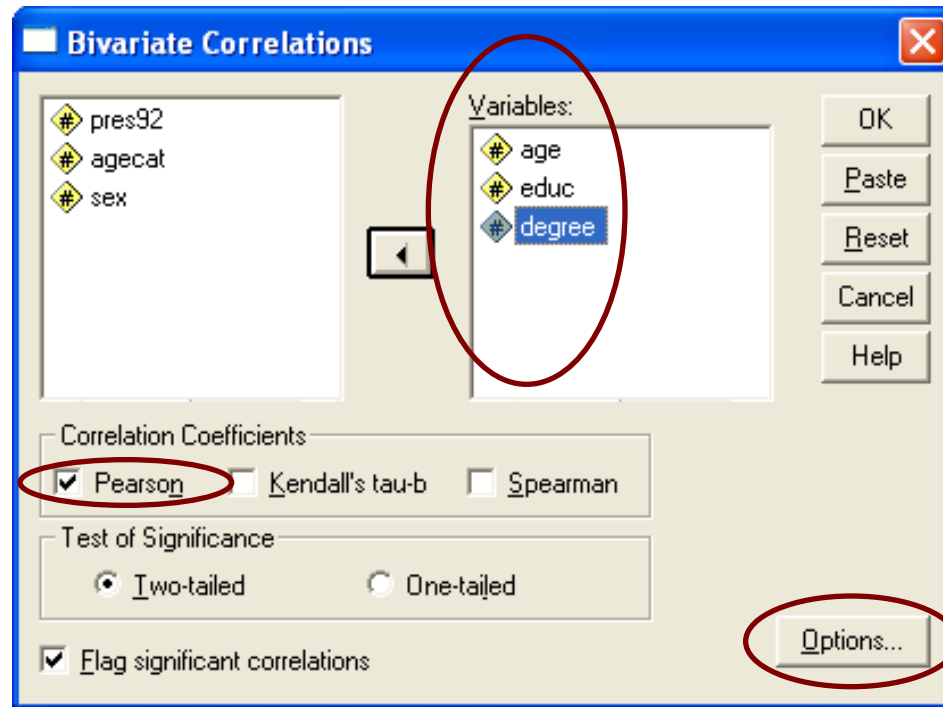 Bivariate Correlations
pres92
agecat
sex
Variables:
age
educ
degree
OK
Paste
Reset
Cancel
Help
Correlation Coefficients
Pearson Kendall's tau-b Spearman
Test of Significance
Two-tailed One-tailed
Flag significant correlations
Options...